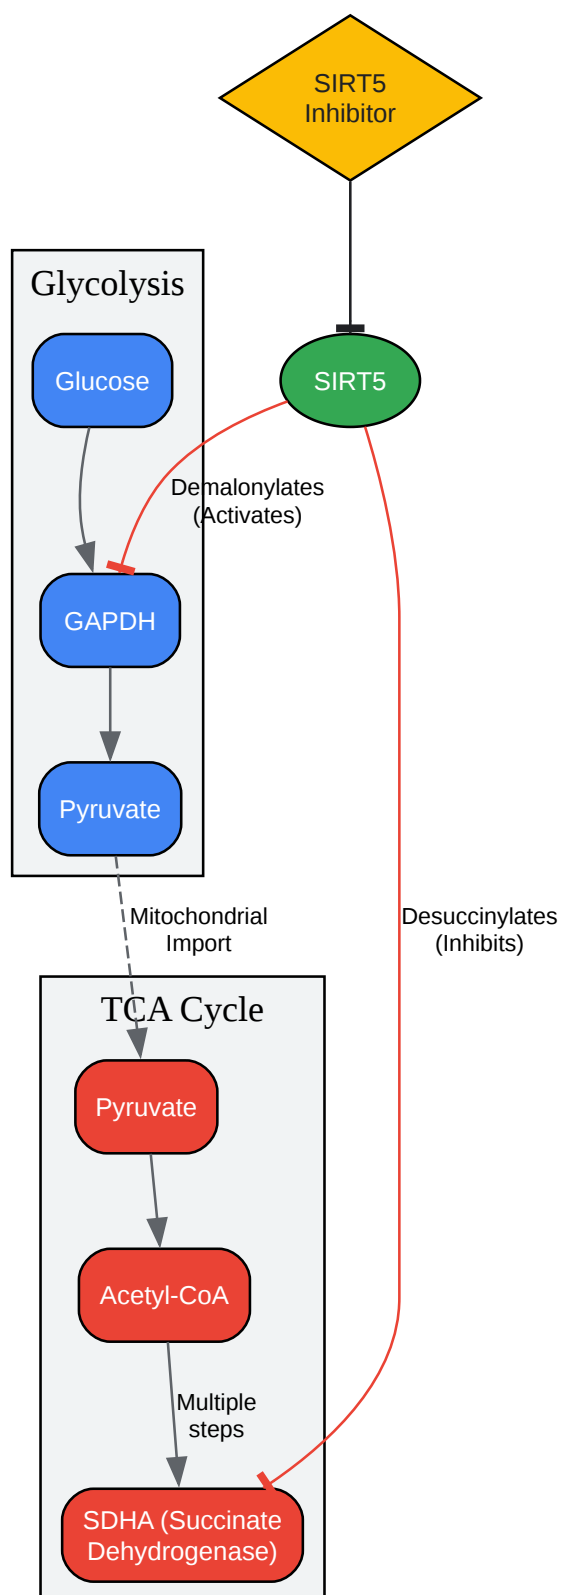 SIRT5
Inhibitor
Glycolysis
Glucose
SIRT5
Demalonylates
(Activates)
GAPDH
Pyruvate
Mitochondrial
Import
Desuccinylates
(Inhibits)
TCA Cycle
Pyruvate
Acetyl-CoA
Multiple
steps
SDHA (Succinate
Dehydrogenase)